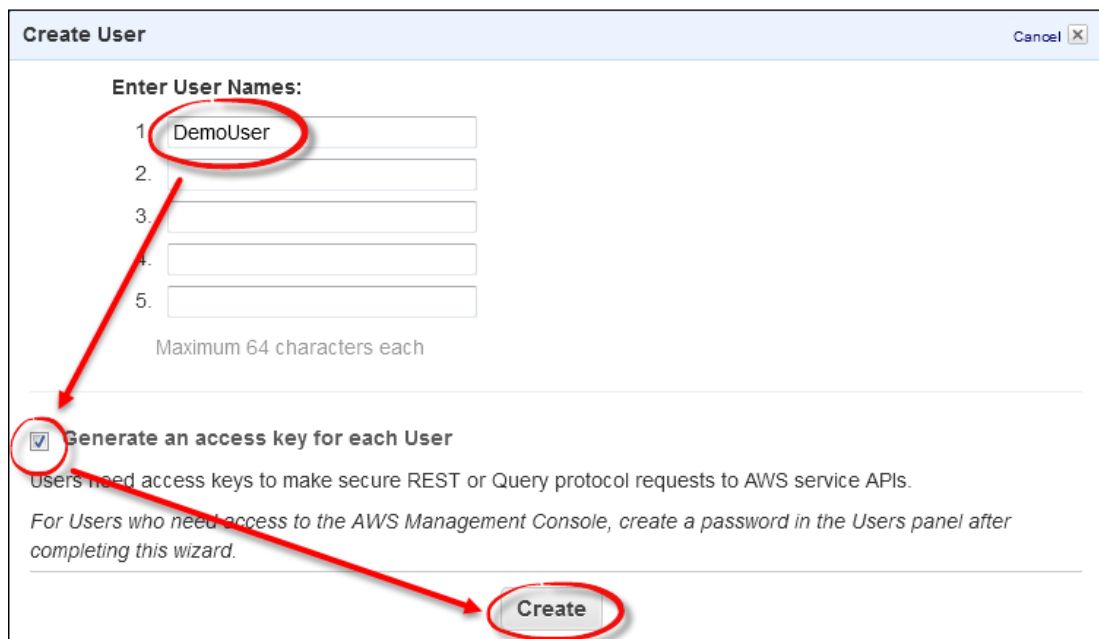 Create User
Cancel
Enter User Names:
1. DemoUser
2.
3.
4.
5.
Maximum 64 characters each
Generate an access key for each User
Users need access keys to make secure REST or Query protocol requests to AWS service APIs.
For Users who need access to the AWS Management Console, create a password in the Users panel after
completing this wizard.
Create